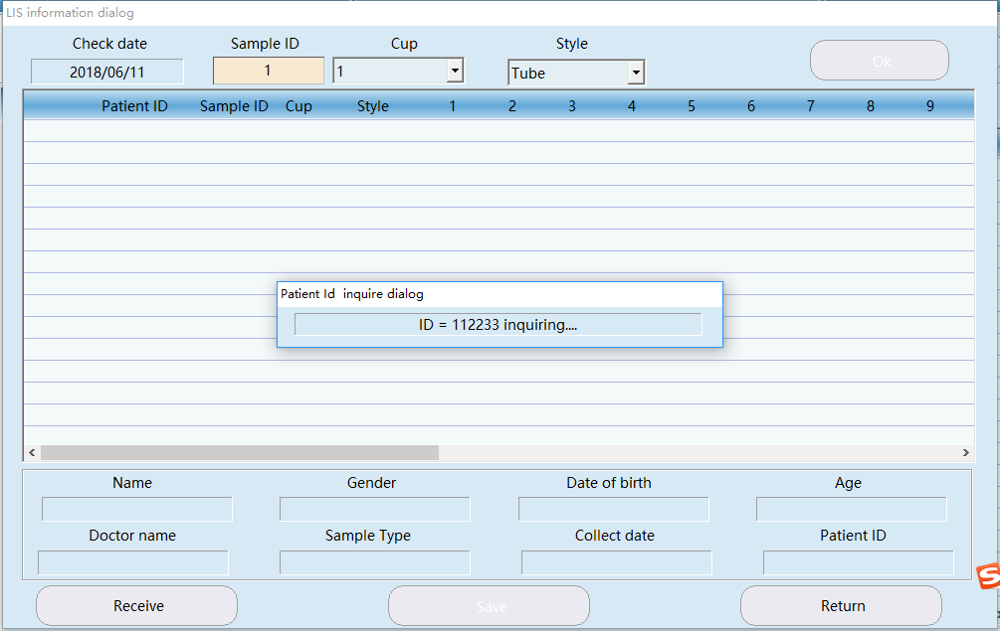 LIS information dialog
Check date Sample ID Cup Style
2018/06/11 1 1 Tube Ok
Patient ID Sample ID Cup Style 1 2 3 4 5 6 7 8 9
Patient Id inquire dialog
ID = 112233 inquiring....
Name Gender Date of birth Age
Doctor name Sample Type Collect date Patient ID
Receive Save Return